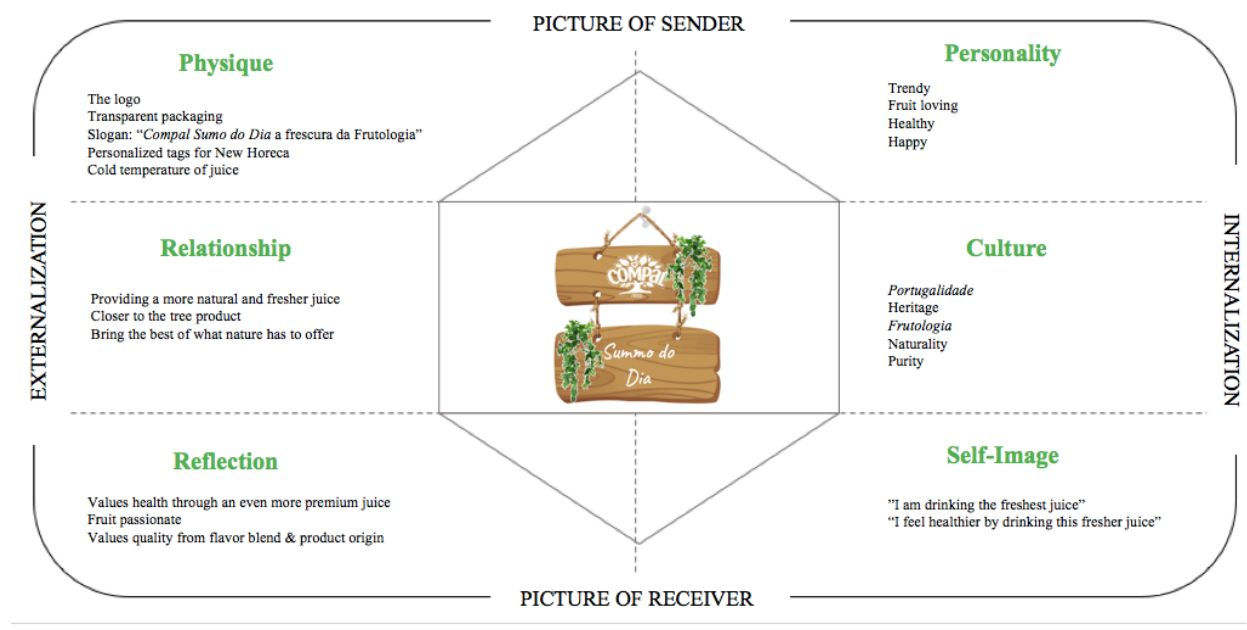 PICTURE OF SENDER
Physique
The logo
Transparent packaging
Slogan: “Compal Sumo do Dia a frescura da Frutologia”
Personalized tags for New Horeca
Cold temperature of juice
Personality
Trendy
Fruit loving
Healthy
Happy
EXTERNALIZATION
Relationship
Providing a more natural and fresher juice
Closer to the tree product
Bring the best of what nature has to offer
COMPAL
Summo do
Dia
Culture
Portugalidade
Heritage
Frutologia
Naturality
Purity
INTERNALIZATION
Reflection
Values health through an even more premium juice
Fruit passionate
Values quality from flavor blend & product origin
Self-Image
”I am drinking the freshest juice”
“I feel healthier by drinking this fresher juice”
PICTURE OF RECEIVER